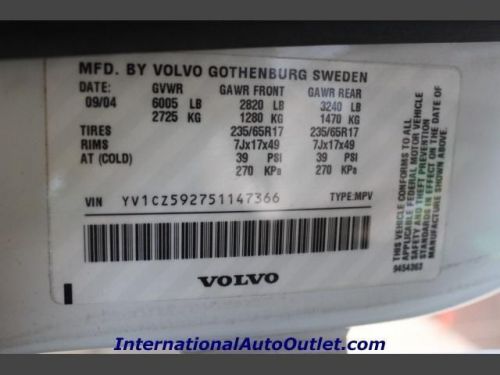 MFD. BY VOLVO GOTHENBURG SWEDEN
DATE: GVWR GAWR FRONT GAWR REAR
09/04 6005 LB 2820 LB 3240 LB
2725 KG 1280 KG 1470 KG
TIRES 235/65R17 235/65R17
RIMS 7Jx17x49 7Jx17x49
AT (COLD) 39 PSI 39 PSI
270 KPa 270 KPa
VIN YV1CZ592751147366 TYPE: MPV
VOLVO
THIS VEHICLE CONFORMS TO ALL
APPLICABLE FEDERAL MOTOR VEHICLE
SAFETY AND THEFT PREVENTION
STANDARDS IN EFFECT ON DATE OF
MANUFACTURE SHOWN ABOVE.
9454363
InternationalAutoOutlet.com